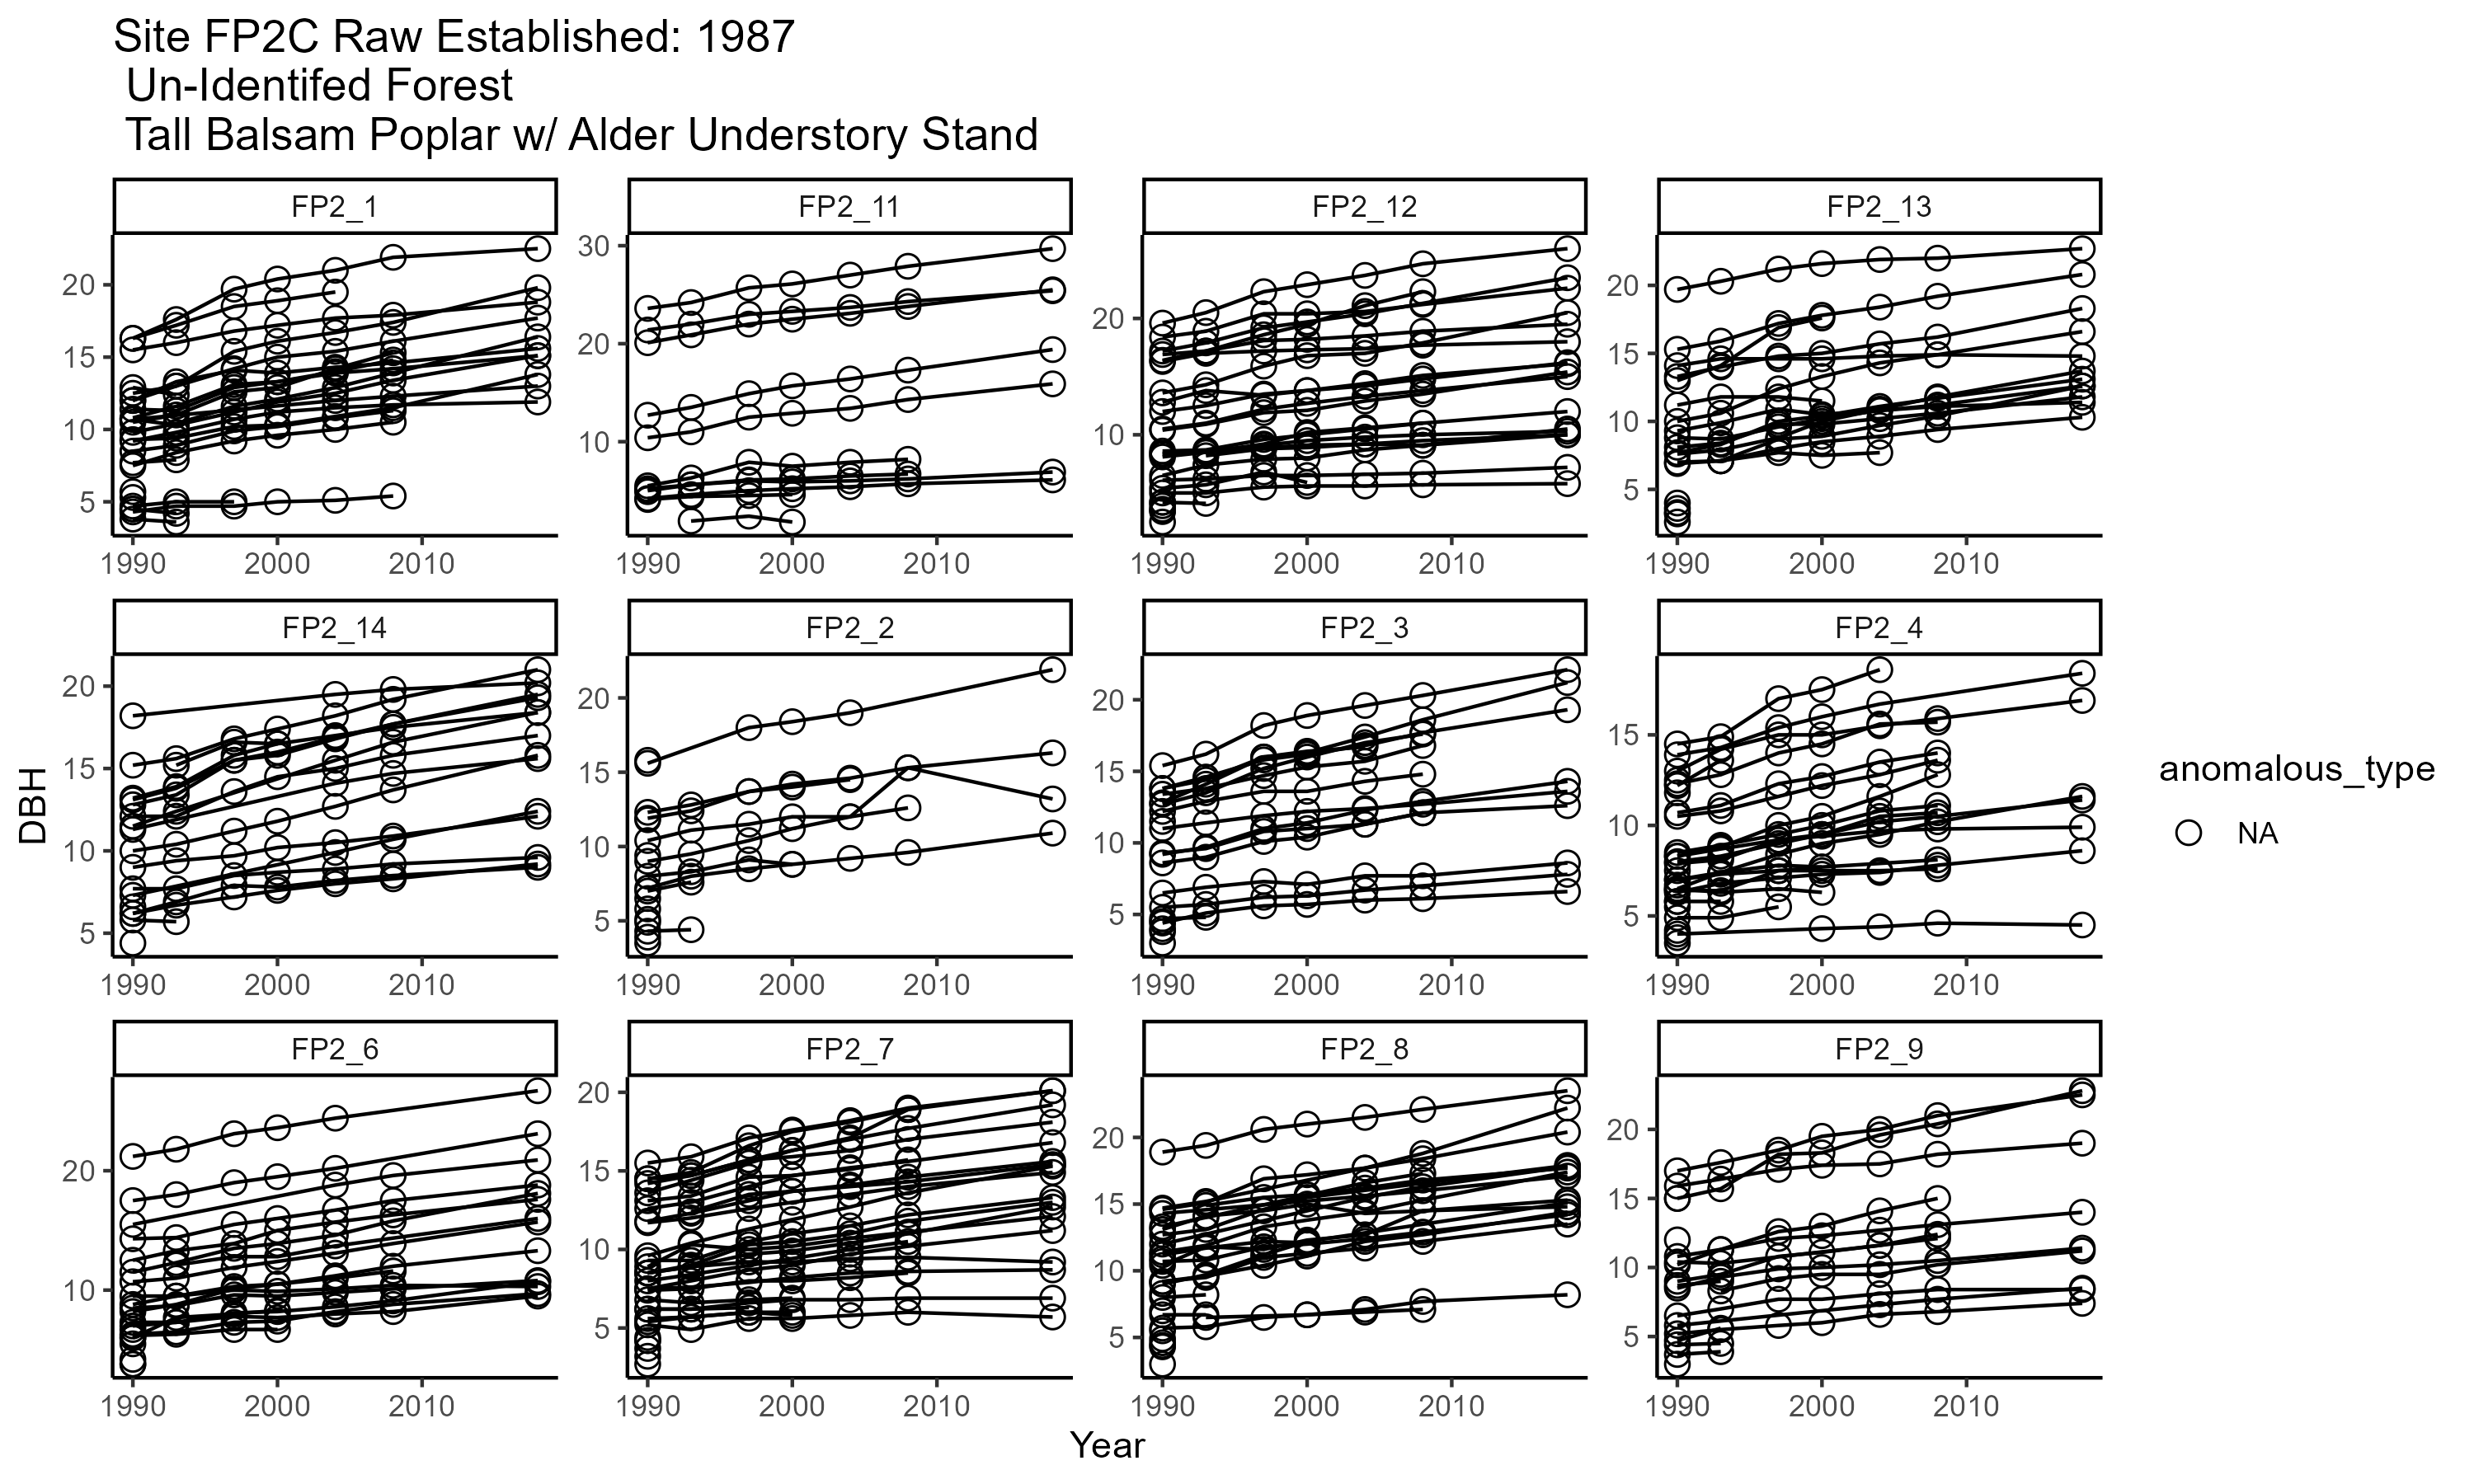 Site FP2C Raw Established: 1987
Un-Identifed Forest
Tall Balsam Poplar w/ Alder Understory Stand
FP2_1
FP2_11
FP2_12
FP2_13
20
15
10
5
30
20
10
20
10
20
15
10
5
1990 2000 2010
1990 2000 2010
1990 2000 2010
1990 2000 2010
FP2_14
FP2_2
FP2_3
FP2_4
20
15
10
5
20
15
10
5
20
15
10
5
15
10
5
1990 2000 2010
1990 2000 2010
1990 2000 2010
1990 2000 2010
FP2_6
FP2_7
FP2_8
FP2_9
20
10
20
15
10
5
20
15
10
5
20
15
10
5
1990 2000 2010
1990 2000 2010
1990 2000 2010
1990 2000 2010
DBH
Year
anomalous_type
NA